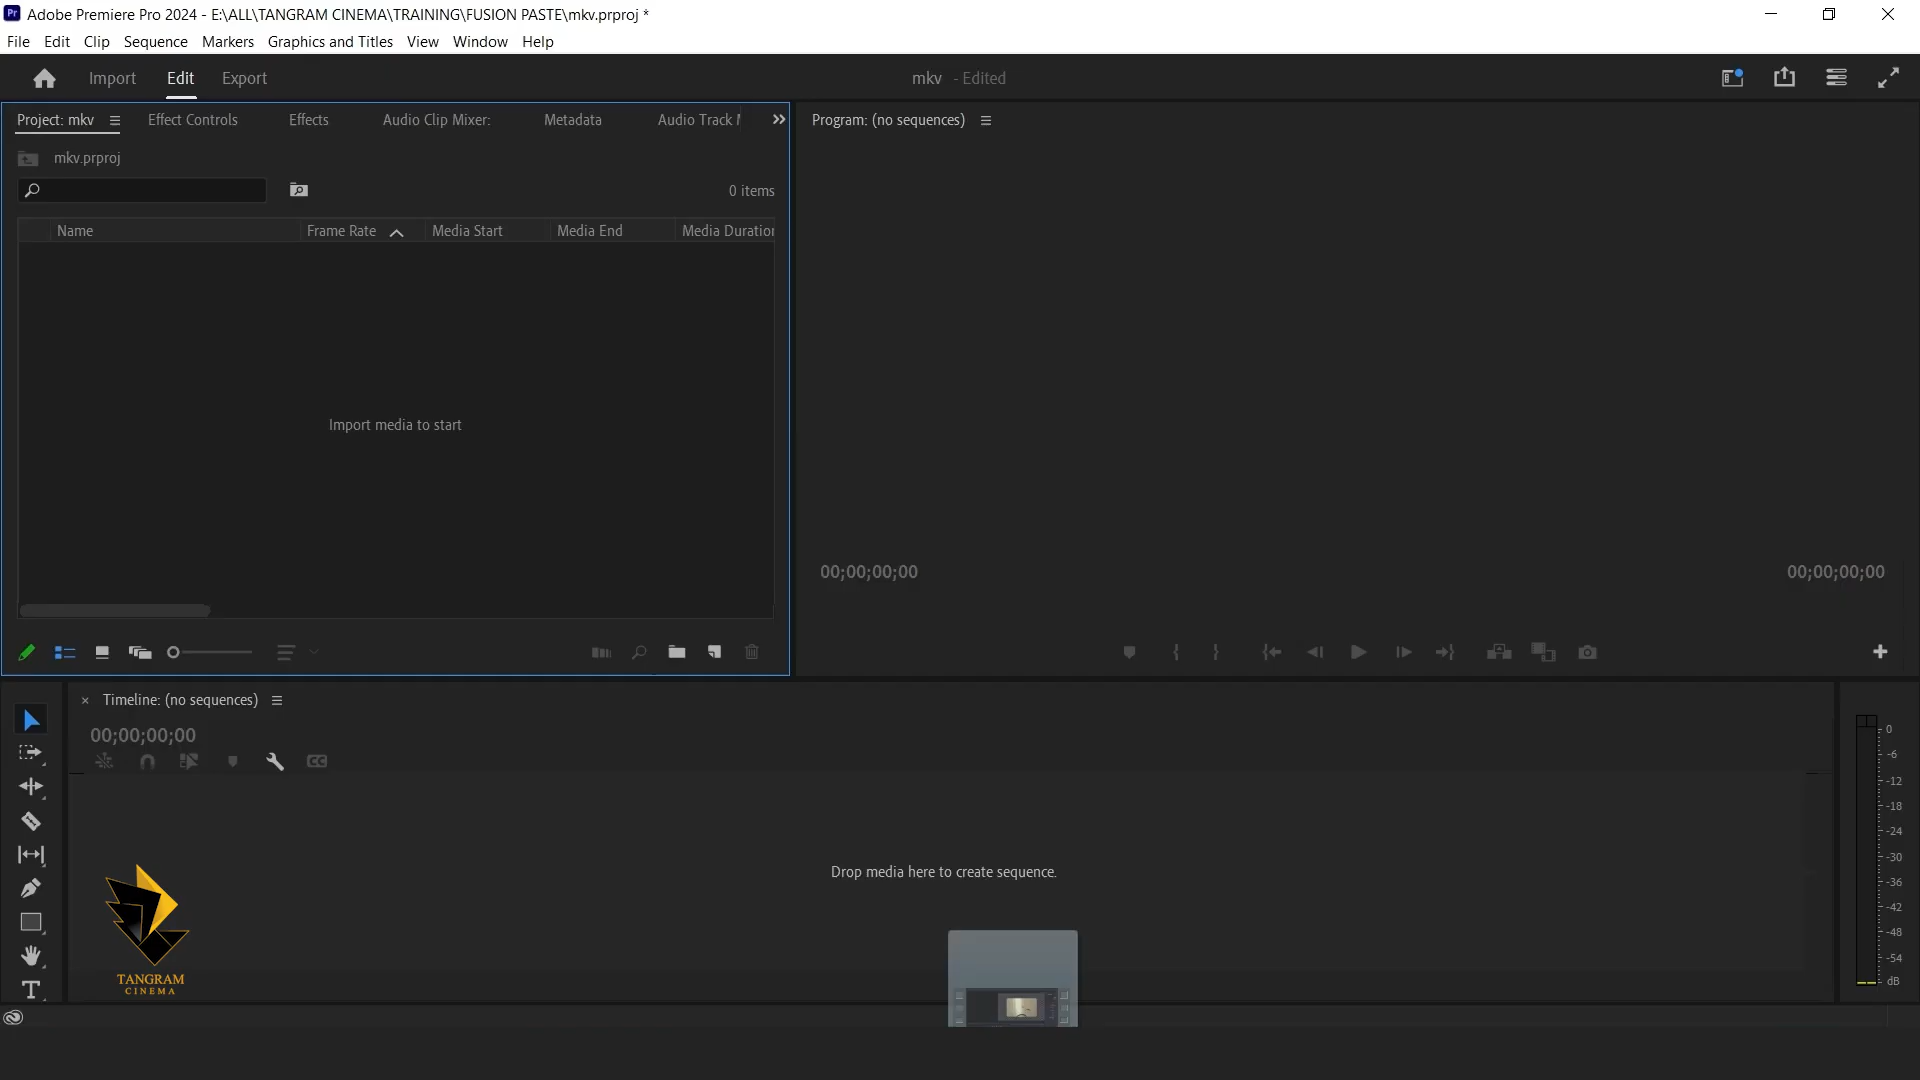 Pr Adobe Premiere Pro 2024 - E:\ALL\TANGRAM CINEMA\TRAINING\FUSION PASTE\mkv.prproj *
File Edit Clip Sequence Markers Graphics and Titles View Window Help
Import Edit Export mkv - Edited
Project: mkv Effect Controls Effects Audio Clip Mixer: Metadata Audio Track Program: (no sequences)
mkv.prproj
0 items
Name Frame Rate Media Start Media End Media Duration
Import media to start
00;00;00;00 00;00;00;00
Timeline: (no sequences)
00;00;00;00
CC
Drop media here to create sequence.
TANGRAM
CINEMA
T
0
-6
-12
-18
-24
-30
-36
-42
-48
-54
dB